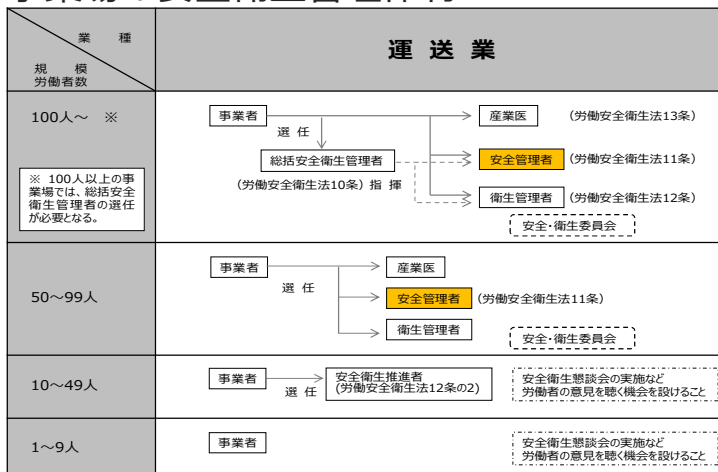 業　種
運 送 業
規　模
労働者数
100人～　※
※ 100人以上の事
業場では、総括安全
衛生管理者の選任
が必要となる。
事業者
選 任
産業医
(労働安全衛生法13条)
総括安全衛生管理者
(労働安全衛生法10条)
指 揮
安全管理者
(労働安全衛生法11条)
衛生管理者
(労働安全衛生法12条)
安全・衛生委員会
50～99人
事業者
選 任
産業医
安全管理者
(労働安全衛生法11条)
衛生管理者
安全・衛生委員会
10～49人
事業者
選 任
安全衛生推進者
(労働安全衛生法12条の2)
安全衛生懇談会の実施など
労働者の意見を聴く機会を設けること
1～9人
事業者
安全衛生懇談会の実施など
労働者の意見を聴く機会を設けること